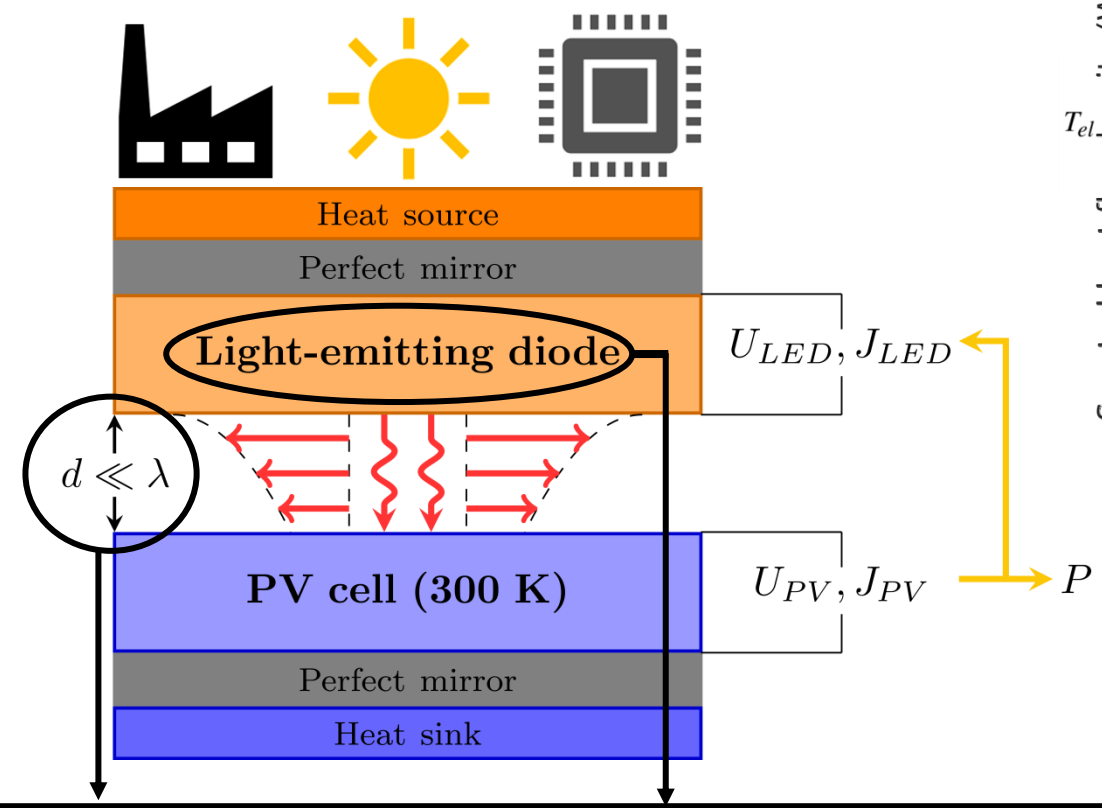 T_{el}
Heat source
Perfect mirror
Light-emitting diode
U_{LED}, J_{LED}
d ≪ λ
PV cell (300 K)
U_{PV}, J_{PV}
P
Perfect mirror
Heat sink